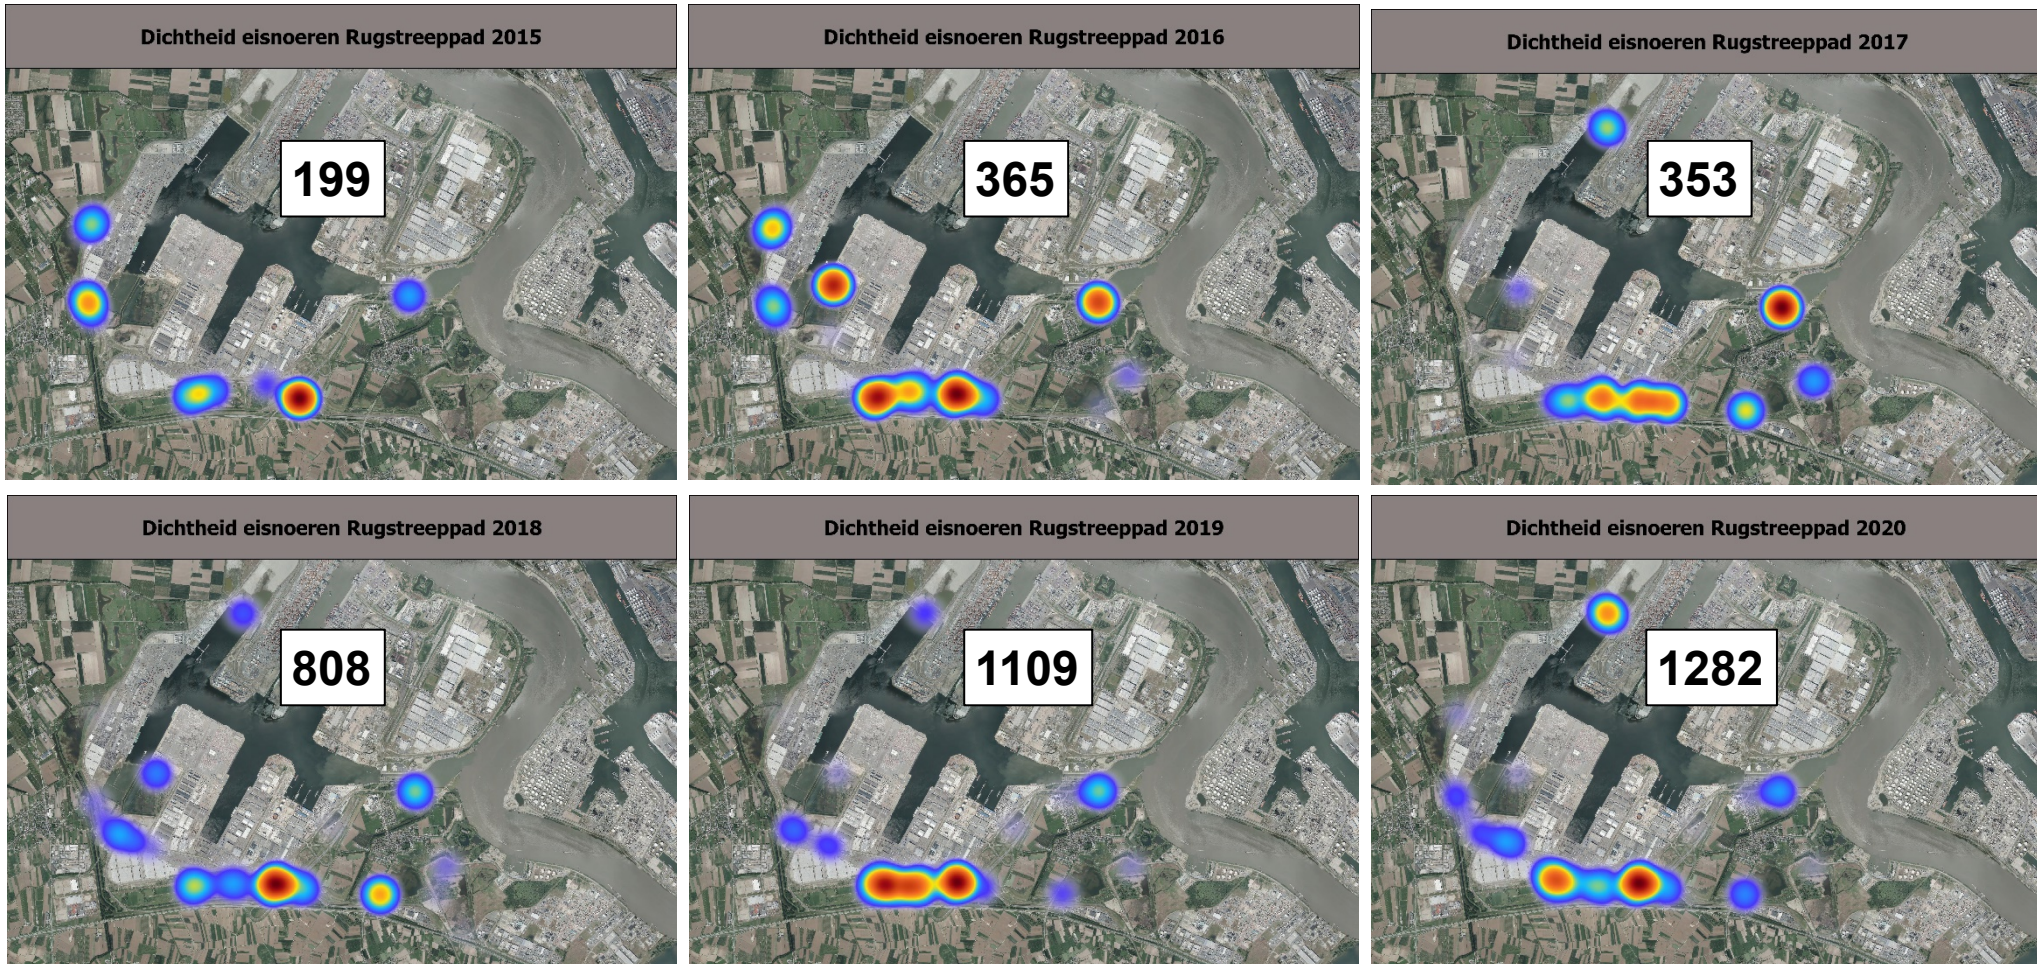 Dichtheid eisnoeren Rugstreeppad 2015
199
Dichtheid eisnoeren Rugstreeppad 2016
365
Dichtheid eisnoeren Rugstreeppad 2017
353
Dichtheid eisnoeren Rugstreeppad 2018
808
Dichtheid eisnoeren Rugstreeppad 2019
1109
Dichtheid eisnoeren Rugstreeppad 2020
1282